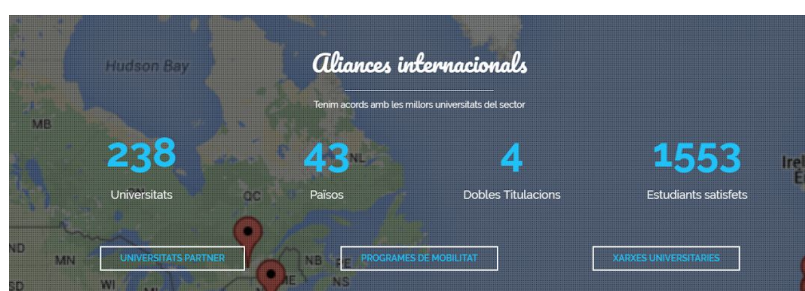 Hudson Bay
Aliances internacionals
Tenim acords amb les millors universitats del sector
MB
238
43
4
1553
NL
Universitats
Països
Dobles Titulacions
Estudiants satisfets
ON
QC
ND
MN
NB
PE
UNIVERSITATS PARTNER
PROGRAMES DE MOBILITAT
XARXES UNIVERSITARIES
SD
WI
NS